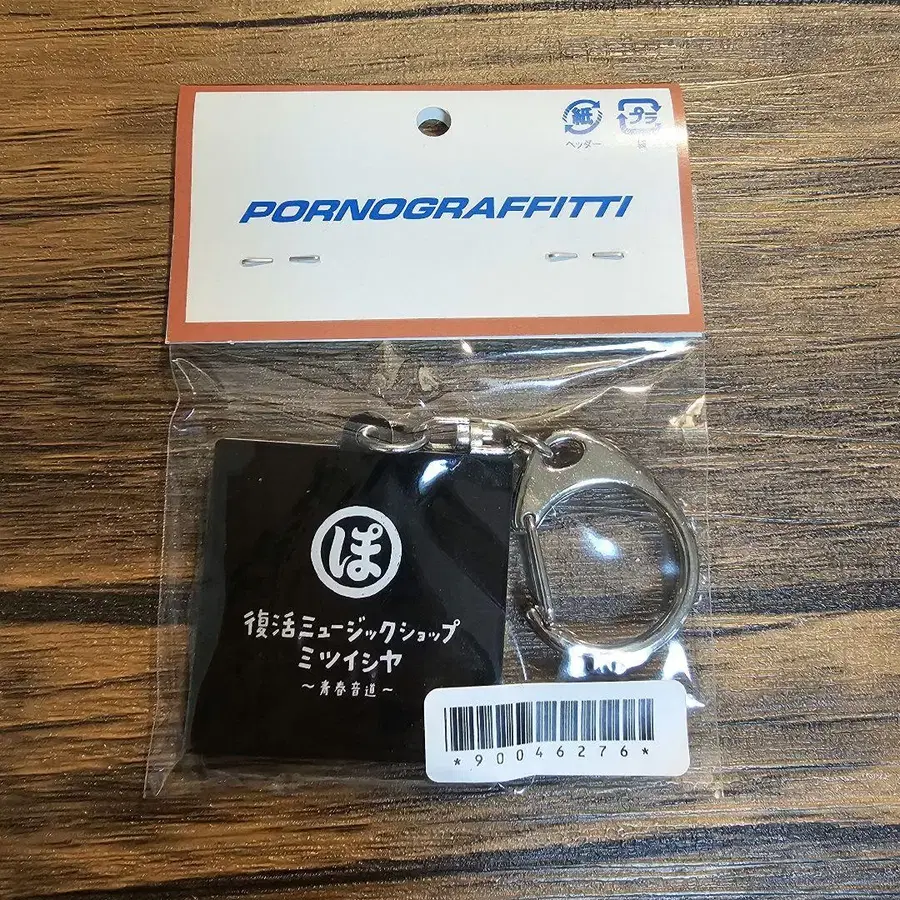 紙
プラ
ヘッダー
袋
PORNOGRAFFITTI
ぽ
復活ミュージックショップ
ミツイシヤ
〜青春音道〜
*90046276*